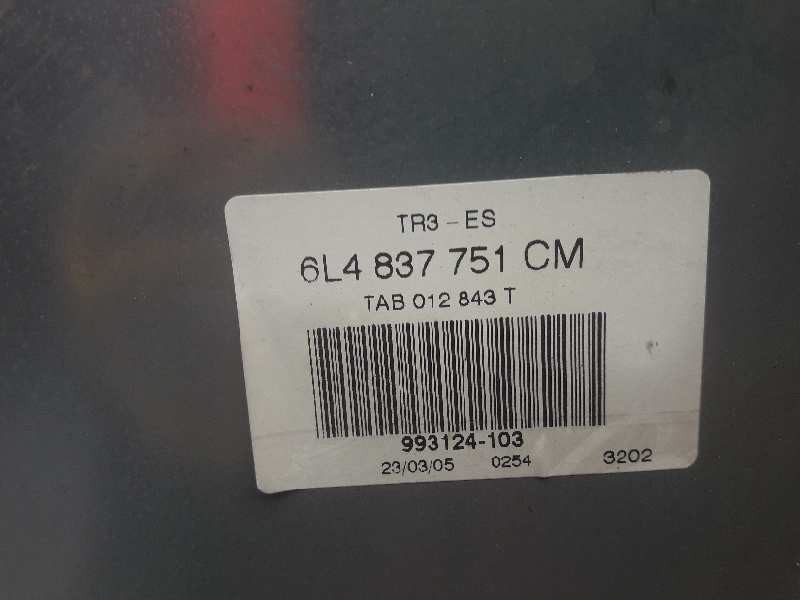 TR3 - ES
6L4 837 751 CM
TAB 012 843 T
993124-103
23/03/05 0254 3202